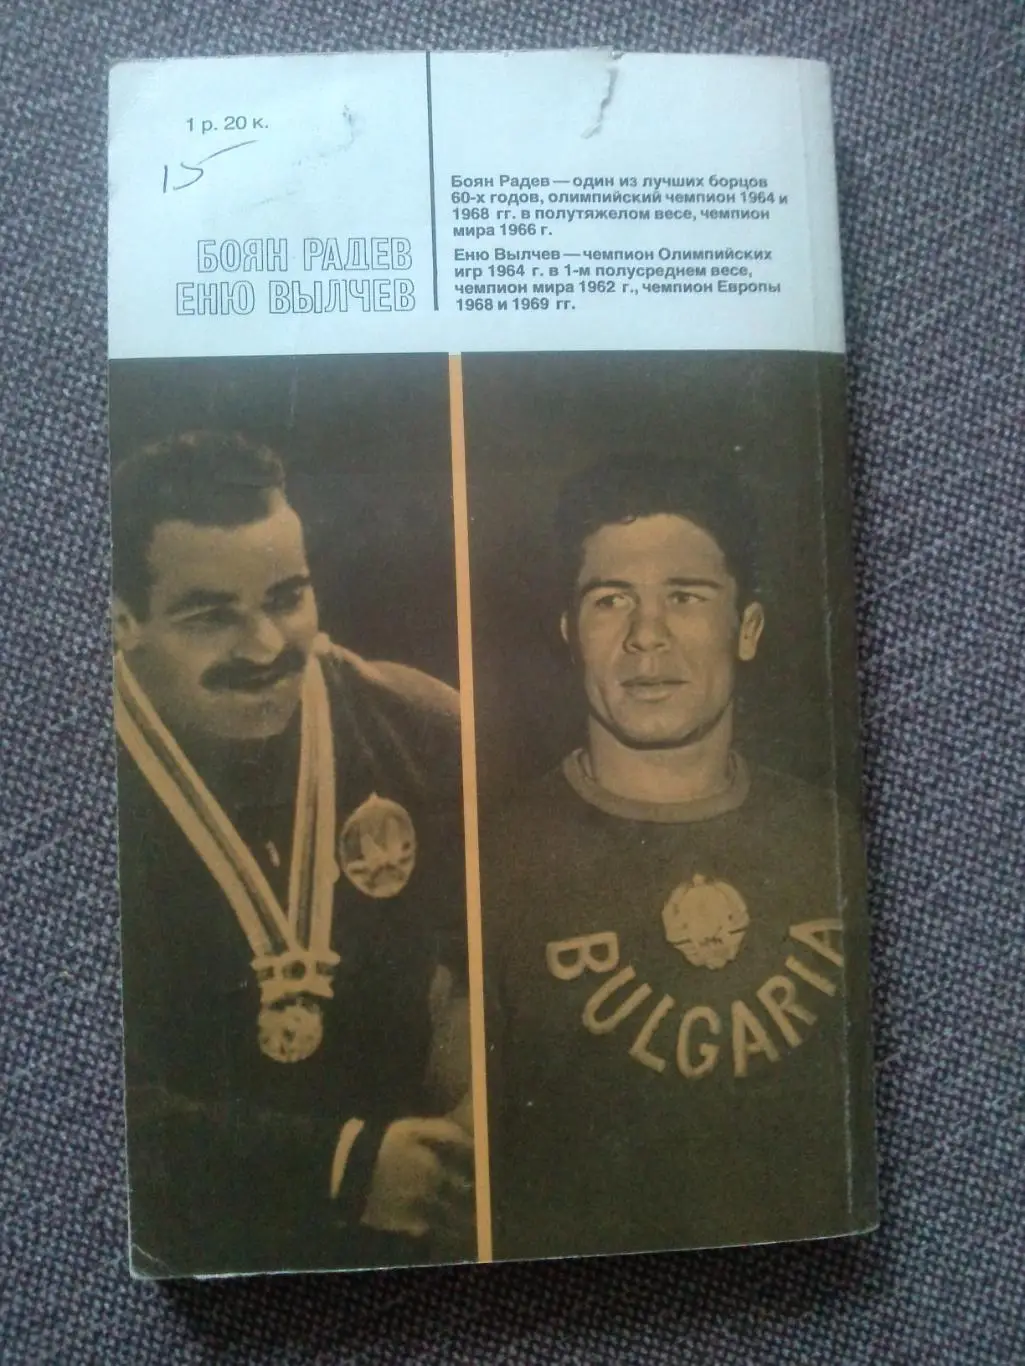 1 р. 20 к.
15
БОЯН РАДЕВ
ЕНЮ ВЫЛЧЕВ
Боян Радев — один из лучших борцов
60-х годов, олимпийский чемпион 1964 и
1968 гг. в полутяжелом весе, чемпион
мира 1966 г.
Еню Вылчев — чемпион Олимпийских
игр 1964 г. в 1-м полусреднем весе,
чемпион мира 1962 г., чемпион Европы
1968 и 1969 гг.
BULGARIA